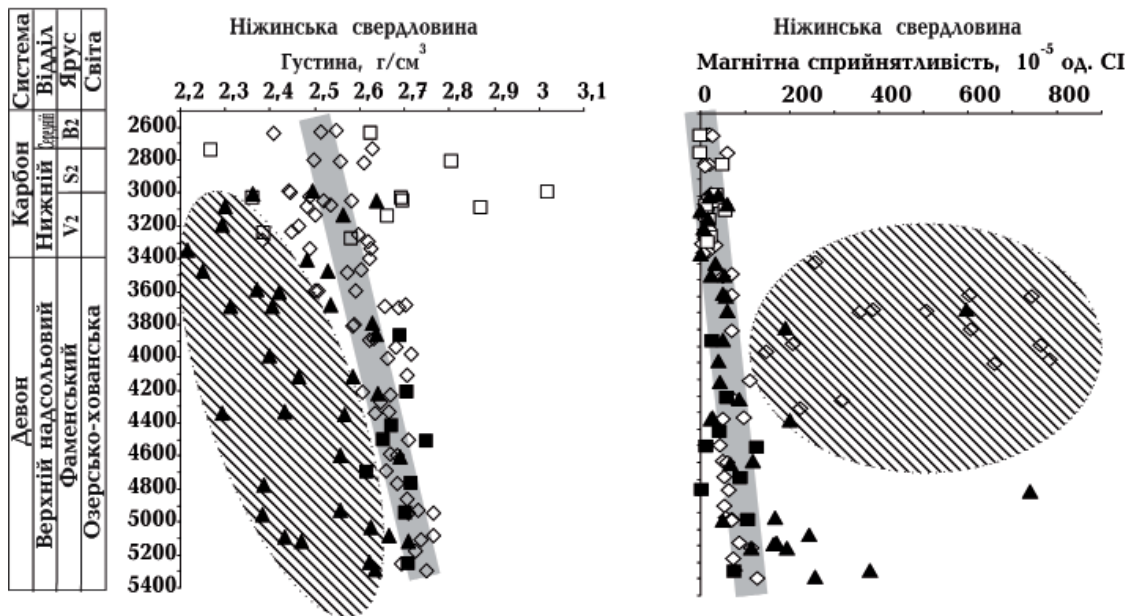 Система
Відділ
Ярус
Світа
Карбон
Середній
B2
Нижній
S2
V2
Девон
Верхній надсольовий
Фаменський
Озерсько-хованська
Ніжинська свердловина
Густина, г/см³
2,2 2,3 2,4 2,5 2,6 2,7 2,8 2,9 3 3,1
2600
2800
3000
3200
3400
3600
3800
4000
4200
4400
4600
4800
5000
5200
5400
Ніжинська свердловина
Магнітна сприйнятливість, 10⁻⁵ од. СІ
0 200 400 600 800